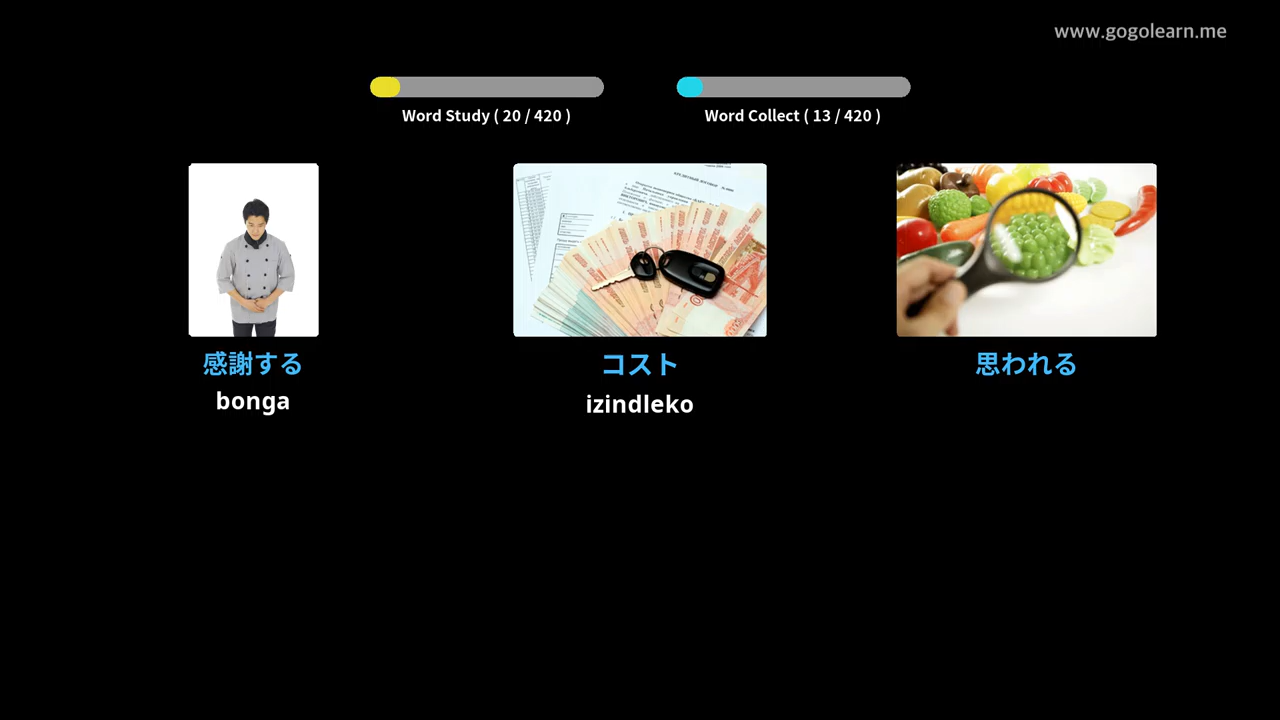 www.gogolearn.me
Word Study ( 20 / 420 )
Word Collect ( 13 / 420 )
感謝する
bonga
コスト
izindleko
思われる